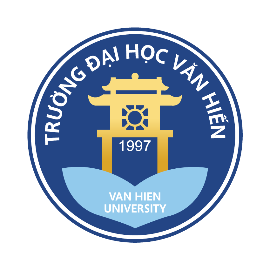 TRƯỜNG ĐẠI HỌC VĂN HIẾN
1997
VAN HIEN
UNIVERSITY